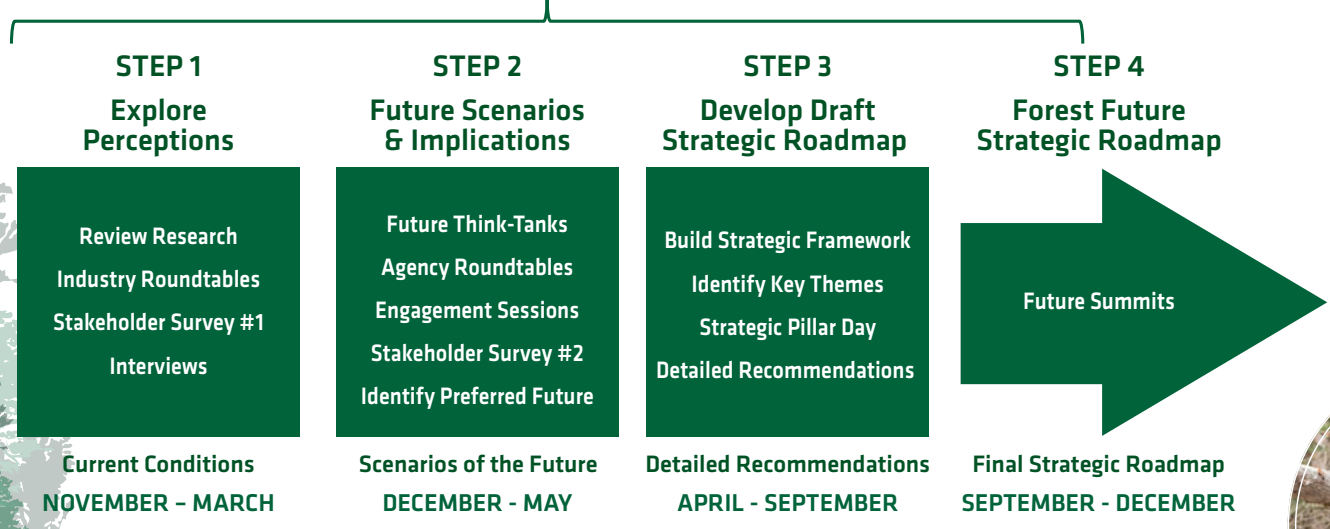 STEP 1
Explore
Perceptions
Review Research
Industry Roundtables
Stakeholder Survey #1
Interviews
Current Conditions
NOVEMBER – MARCH
STEP 2
Future Scenarios
& Implications
Future Think-Tanks
Agency Roundtables
Engagement Sessions
Stakeholder Survey #2
Identify Preferred Future
Scenarios of the Future
DECEMBER - MAY
STEP 3
Develop Draft
Strategic Roadmap
Build Strategic Framework
Identify Key Themes
Strategic Pillar Day
Detailed Recommendations
Detailed Recommendations
APRIL - SEPTEMBER
STEP 4
Forest Future
Strategic Roadmap
Future Summits
Final Strategic Roadmap
SEPTEMBER - DECEMBER